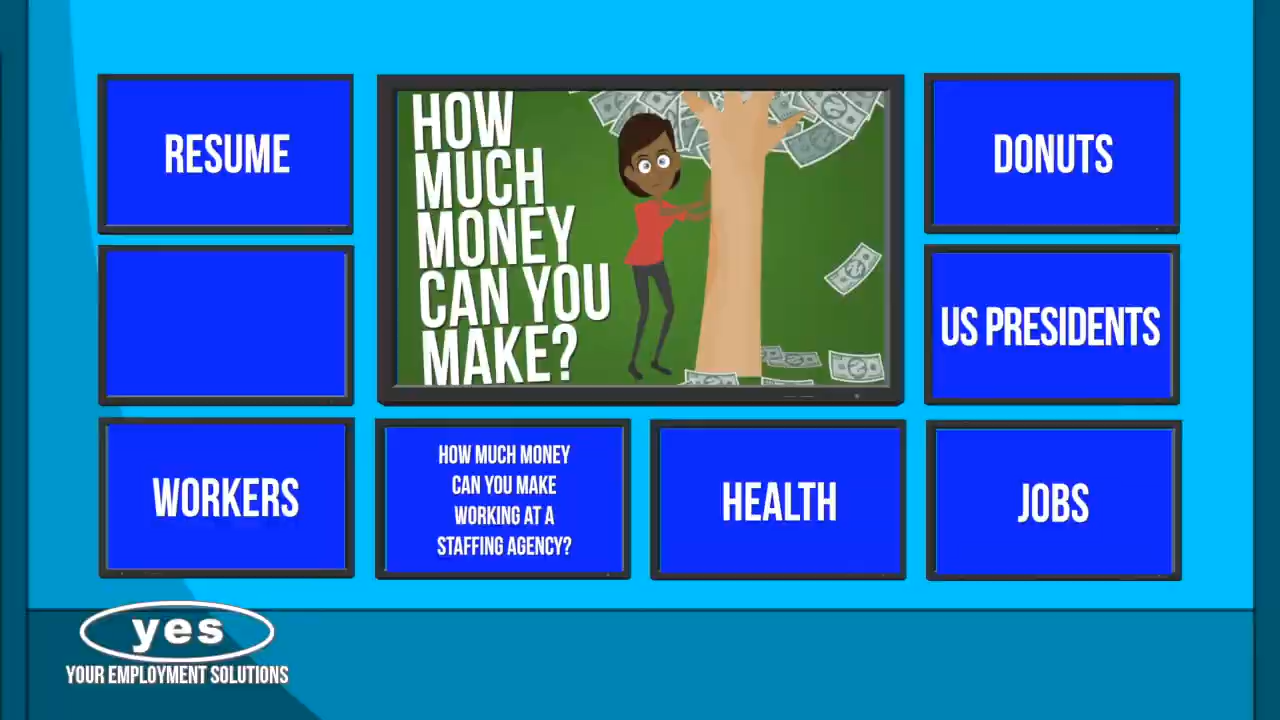 RESUME
HOW
MUCH
MONEY
CAN YOU
MAKE?
DONUTS
US PRESIDENTS
WORKERS
HOW MUCH MONEY
CAN YOU MAKE
WORKING AT A
STAFFING AGENCY?
HEALTH
JOBS
yes
YOUR EMPLOYMENT SOLUTIONS